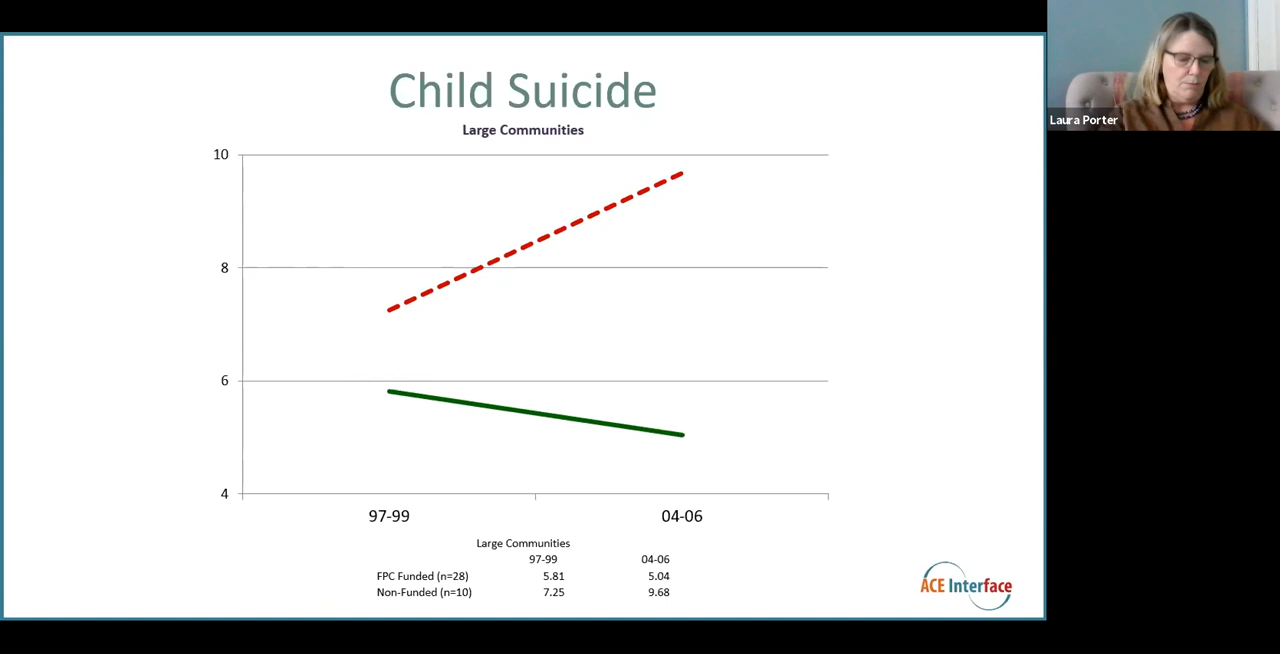 Child Suicide
Large Communities
10
8
6
4
97-99 04-06
Large Communities
97-99 04-06
FPC Funded (n=28) 5.81 5.04
Non-Funded (n=10) 7.25 9.68
ACE Interface
Laura Porter